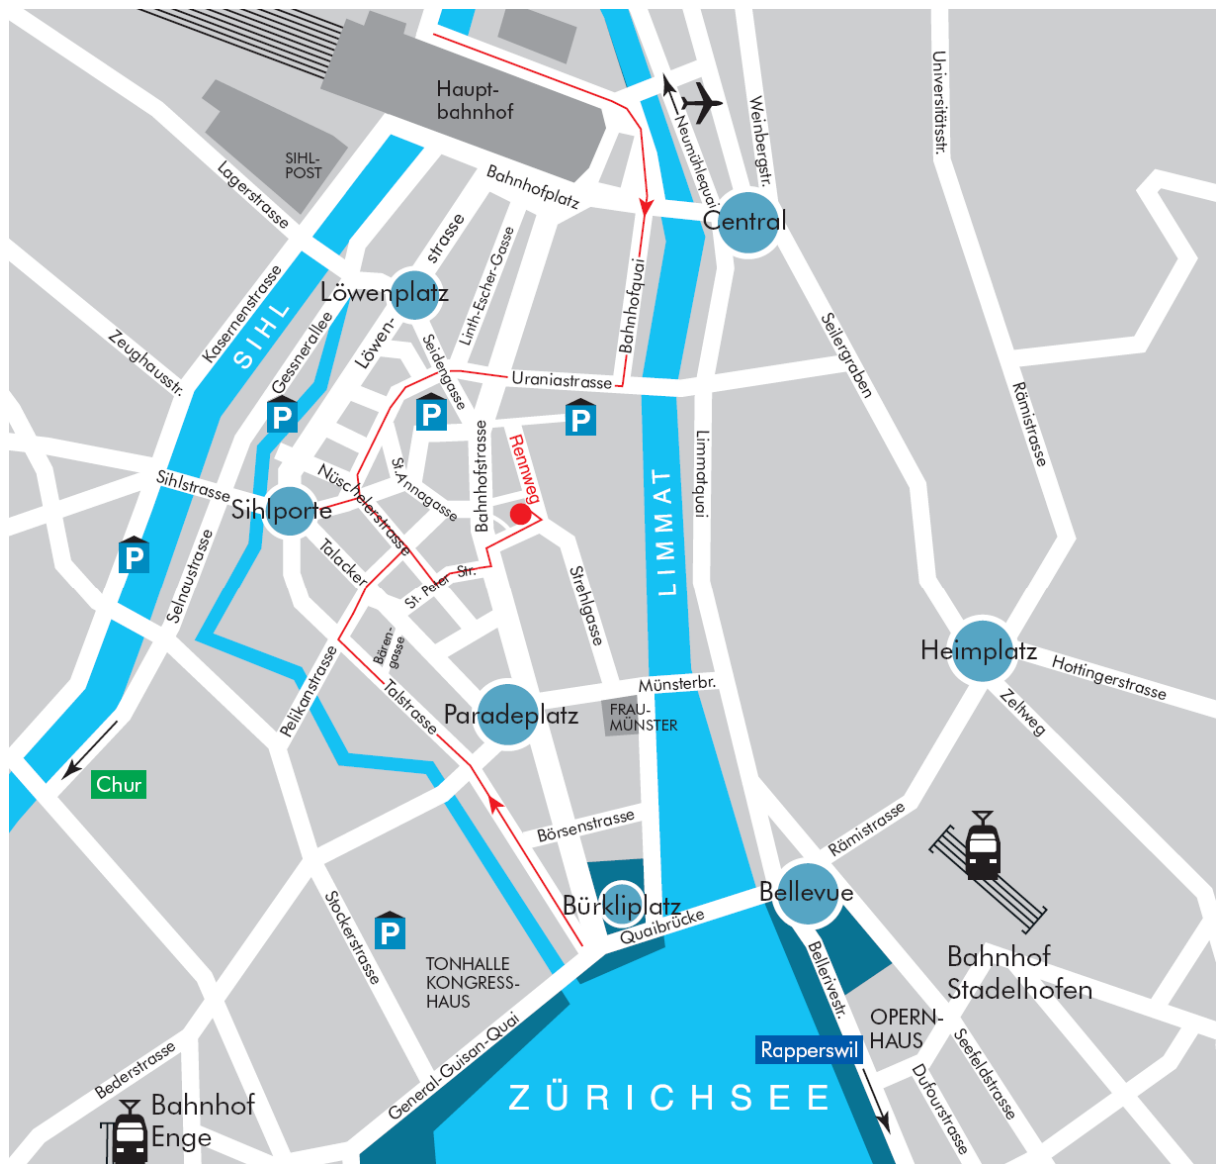 Haupt-
bahnhof
SIHL-
POST
Universitätsstr.
Weinbergstr.
Neumühlequai
Lagerstrasse
Bahnhofplatz
Central
strasse
Linth-Escher-Gasse
Bahnhofquai
Kasernenstrasse
SIHL
Löwenplatz
Gessnerallee
Löwen-
Zeughausstr.
Seidengasse
Uraniastrasse
Seilergraben
Rämistrasse
P
P
P
Rennweg
Bahnhofstrasse
Limmatquai
LIMMAT
St.Annagasse
Nüschelerstrasse
Sihlstrasse
Sihlporte
P
Selnaustrasse
Talacker
St. Peter Str.
Strehlgasse
Bären-
gasse
Heimplatz
Hottingerstrasse
Zeltweg
Pelikanstrasse
Talstrasse
Münsterbr.
Paradeplatz
FRAU-
MÜNSTER
Chur
Börsenstrasse
Rämistrasse
Bürkliplatz
Bellevue
Quaibrücke
Stockerstrasse
P
TONHALLE
KONGRESS-
HAUS
Bellerivestr.
Bahnhof
Stadelhofen
OPERN-
HAUS
Rapperswil
Seefeldstrasse
Dufourstrasse
General-Guisan-Quai
ZÜRICHSEE
Bederstrasse
Bahnhof
Enge